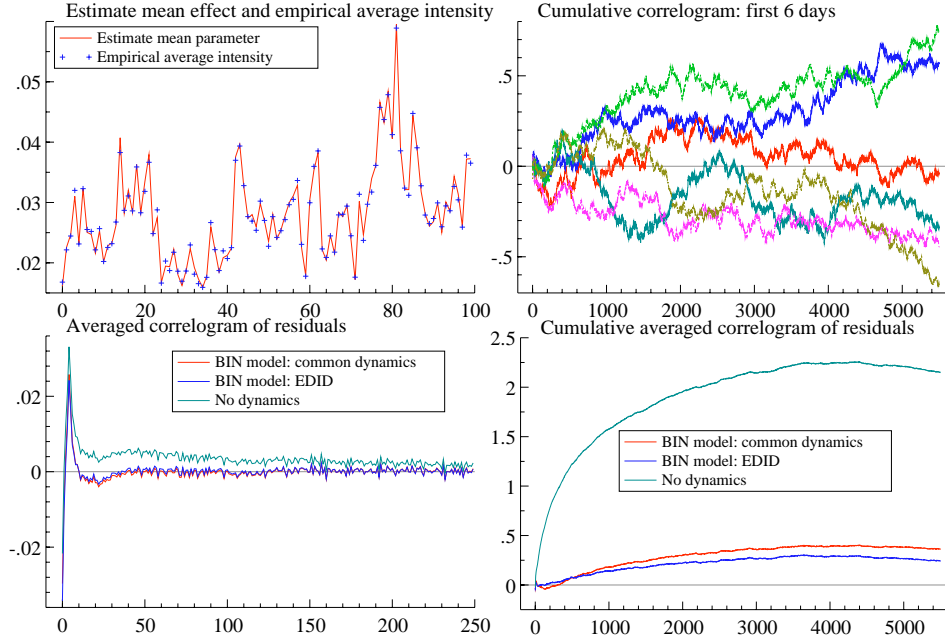 Estimate mean effect and empirical average intensity
Estimate mean parameter
Empirical average intensity
.06
.05
.04
.03
.02
0 20 40 60 80 100
Cumulative correlogram: first 6 days
.5
0
-.5
0 1000 2000 3000 4000 5000
Averaged correlogram of residuals
BIN model: common dynamics
BIN model: EDID
No dynamics
.02
0
-.02
0 50 100 150 200 250
Cumulative averaged correlogram of residuals
2.5
2
1.5
1
.5
0
BIN model: common dynamics
BIN model: EDID
No dynamics
0 1000 2000 3000 4000 5000